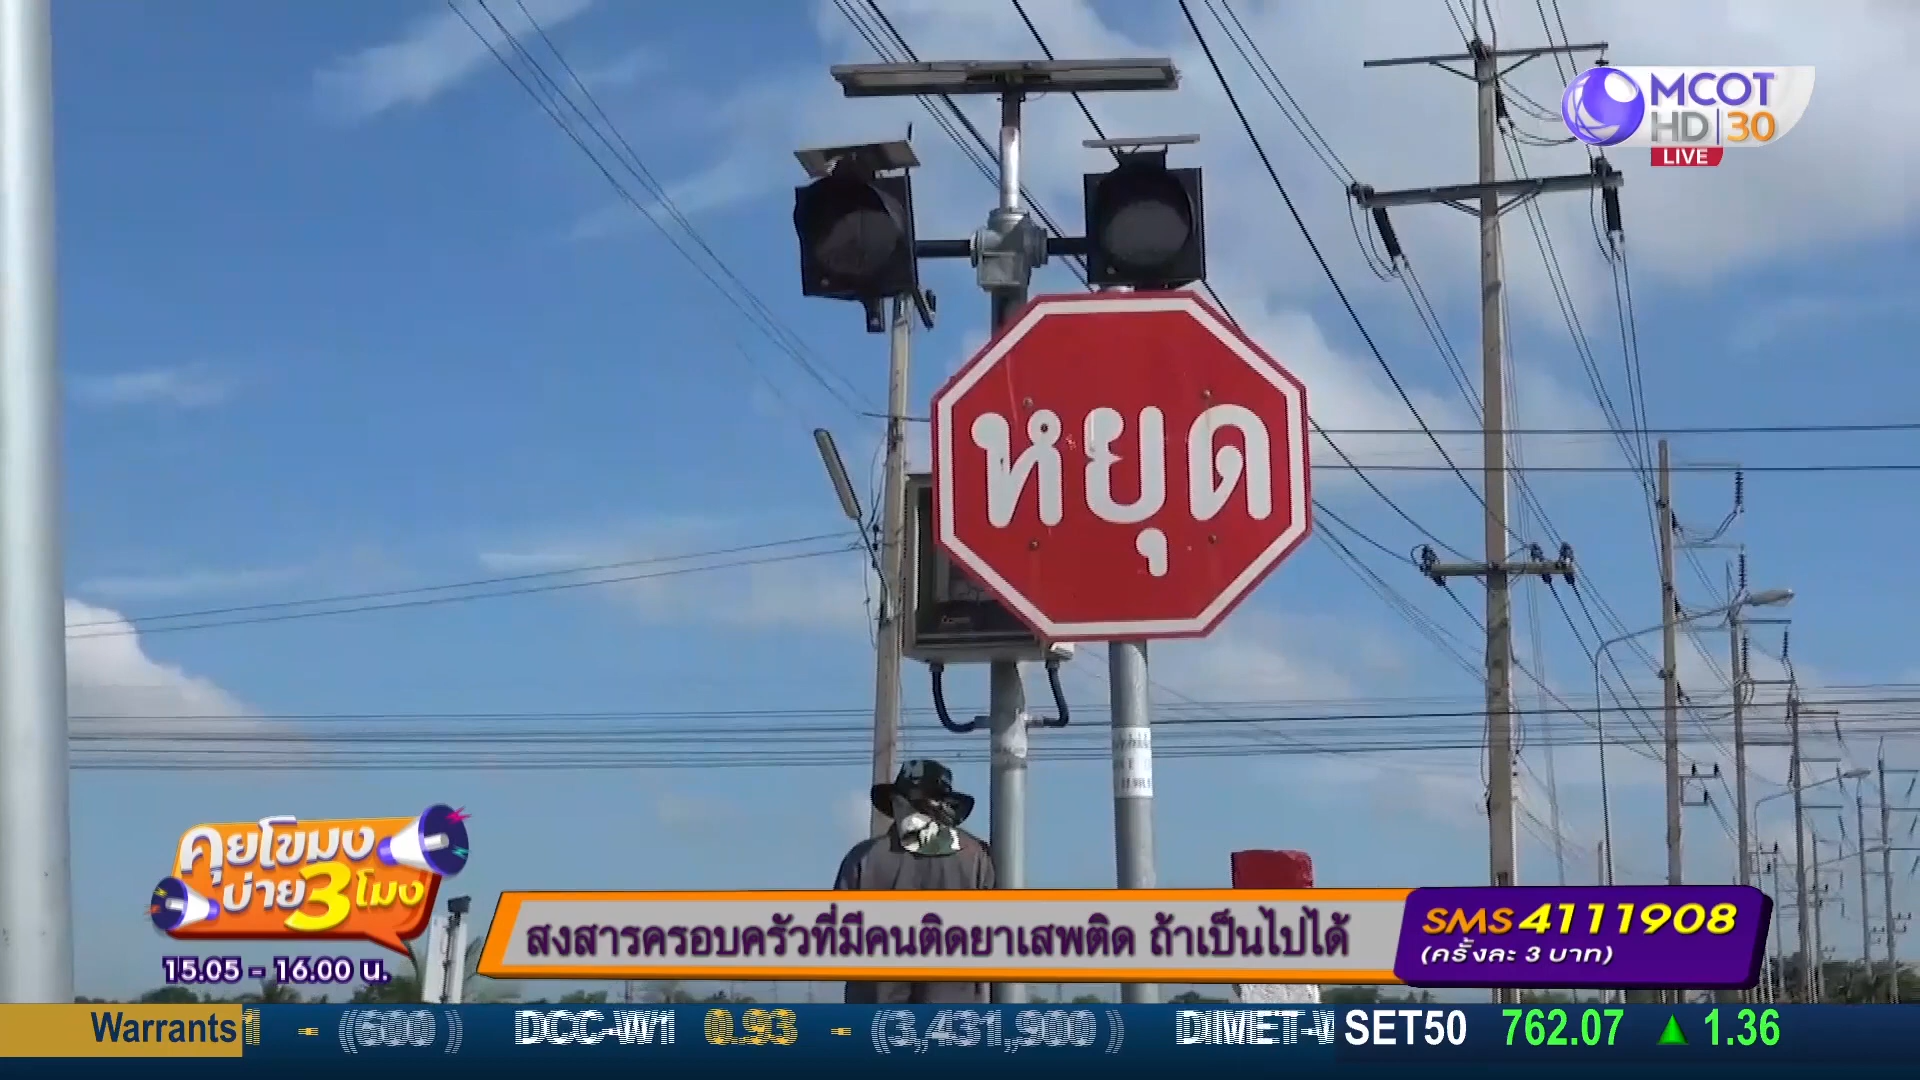 MCOT
HD 30
LIVE
หยุด
คุยโขมง
บ่าย 3 โมง
15.05 - 16.00 น.
สงสารครอบครัวที่มีคนติดยาเสพติด ถ้าเป็นไปได้
SMS 4111908
(ครั้งละ 3 บาท)
Warrants - (600) DCC-W1 0.93 - (3,431,900) DIMET-W SET50 762.07 ▲ 1.36